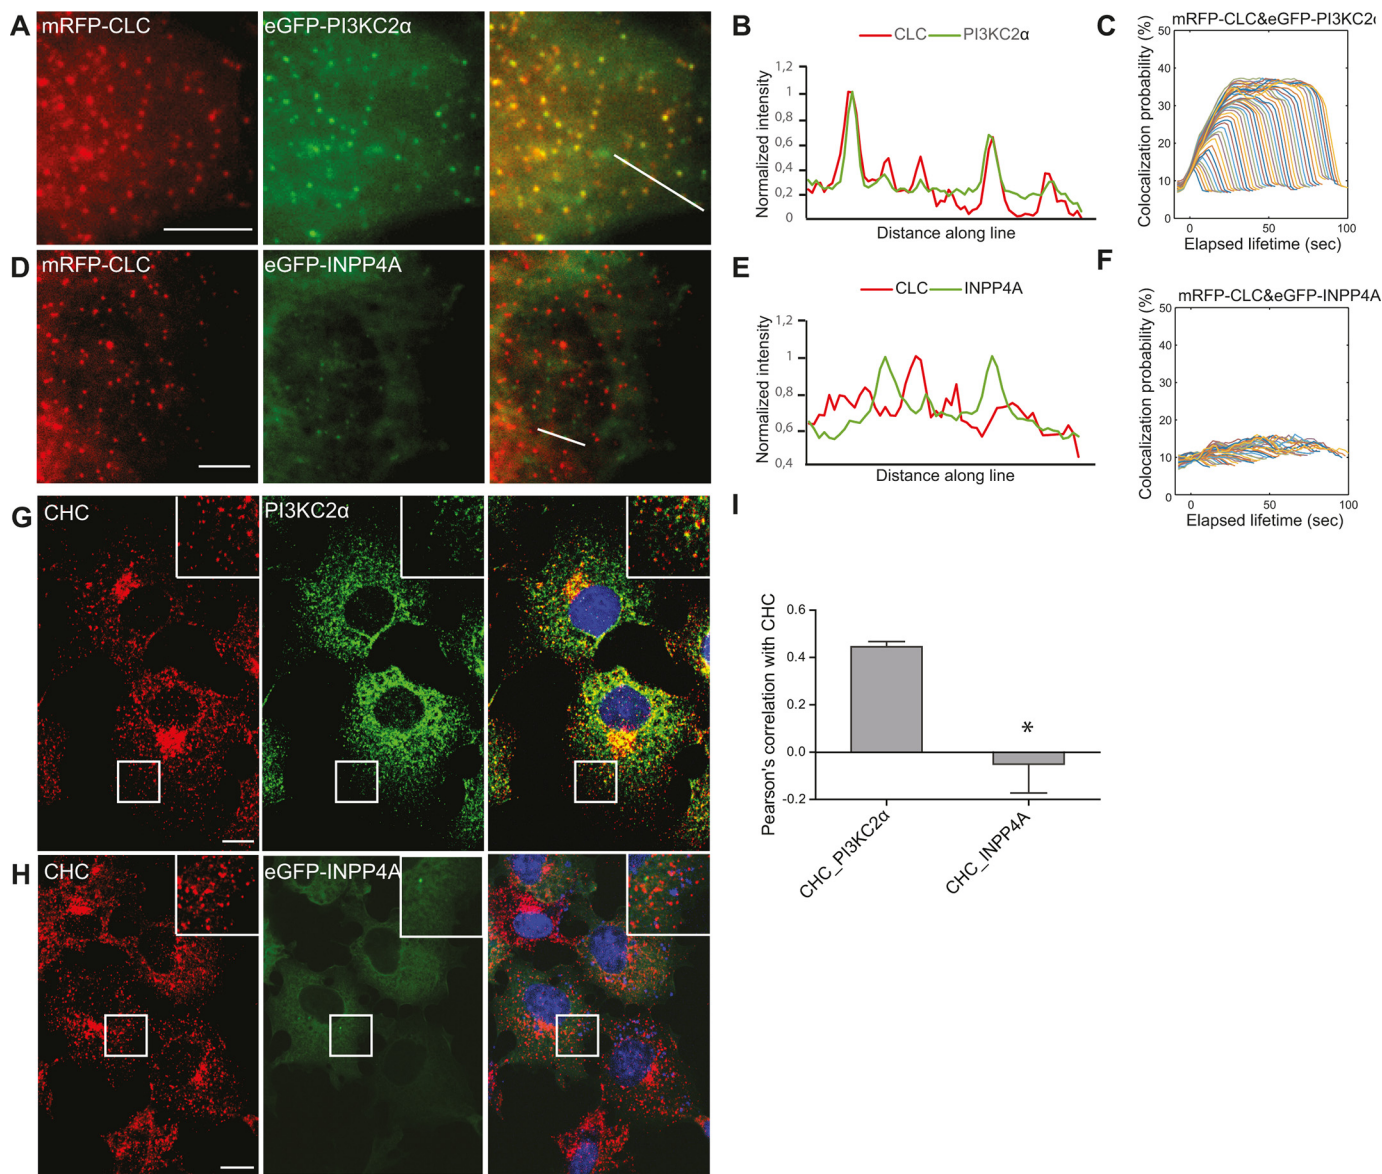 A
mRFP-CLC
eGFP-PI3KC2α
B
CLC
PI3KC2α
1,2
1
0,8
0,6
0,4
0,2
0
Normalized intensity
Distance along line
C
mRFP-CLC&eGFP-PI3KC2
50
40
30
20
10
0
Colocalization probability (%)
0 50 100
Elapsed lifetime (sec)
D
mRFP-CLC
eGFP-INPP4A
E
CLC
INPP4A
1,2
1
0,8
0,6
0,4
Normalized intensity
Distance along line
F
mRFP-CLC&eGFP-INPP4A
50
40
30
20
10
0
Colocalization probability (%)
0 50 100
Elapsed lifetime (sec)
G
CHC
PI3KC2α
H
CHC
eGFP-INPP4A
I
0.6
0.4
0.2
0.0
-0.2
Pearson's correlation with CHC
*
CHC_PI3KC2α
CHC_INPP4A